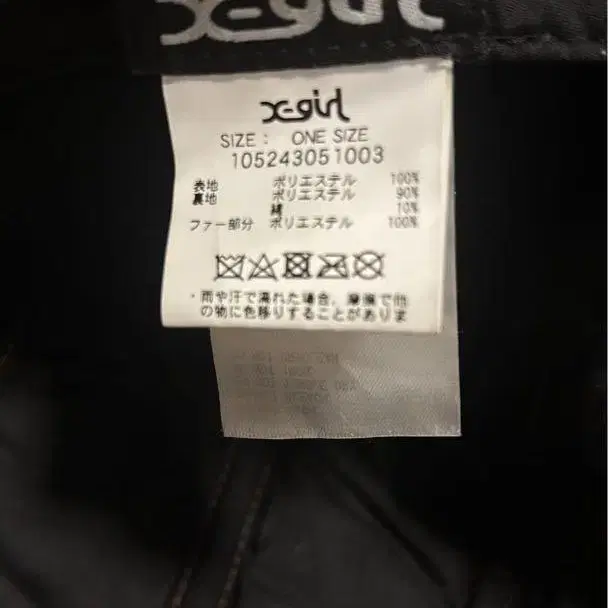 X-girl
X-girl
SIZE : ONE SIZE
105243051003
表地 ポリエステル 100%
裏地 ポリエステル 90%
綿 10%
ファー部分 ポリエステル 100%
・雨や汗で濡れた場合、摩擦で他
の物に色移りすることがありま